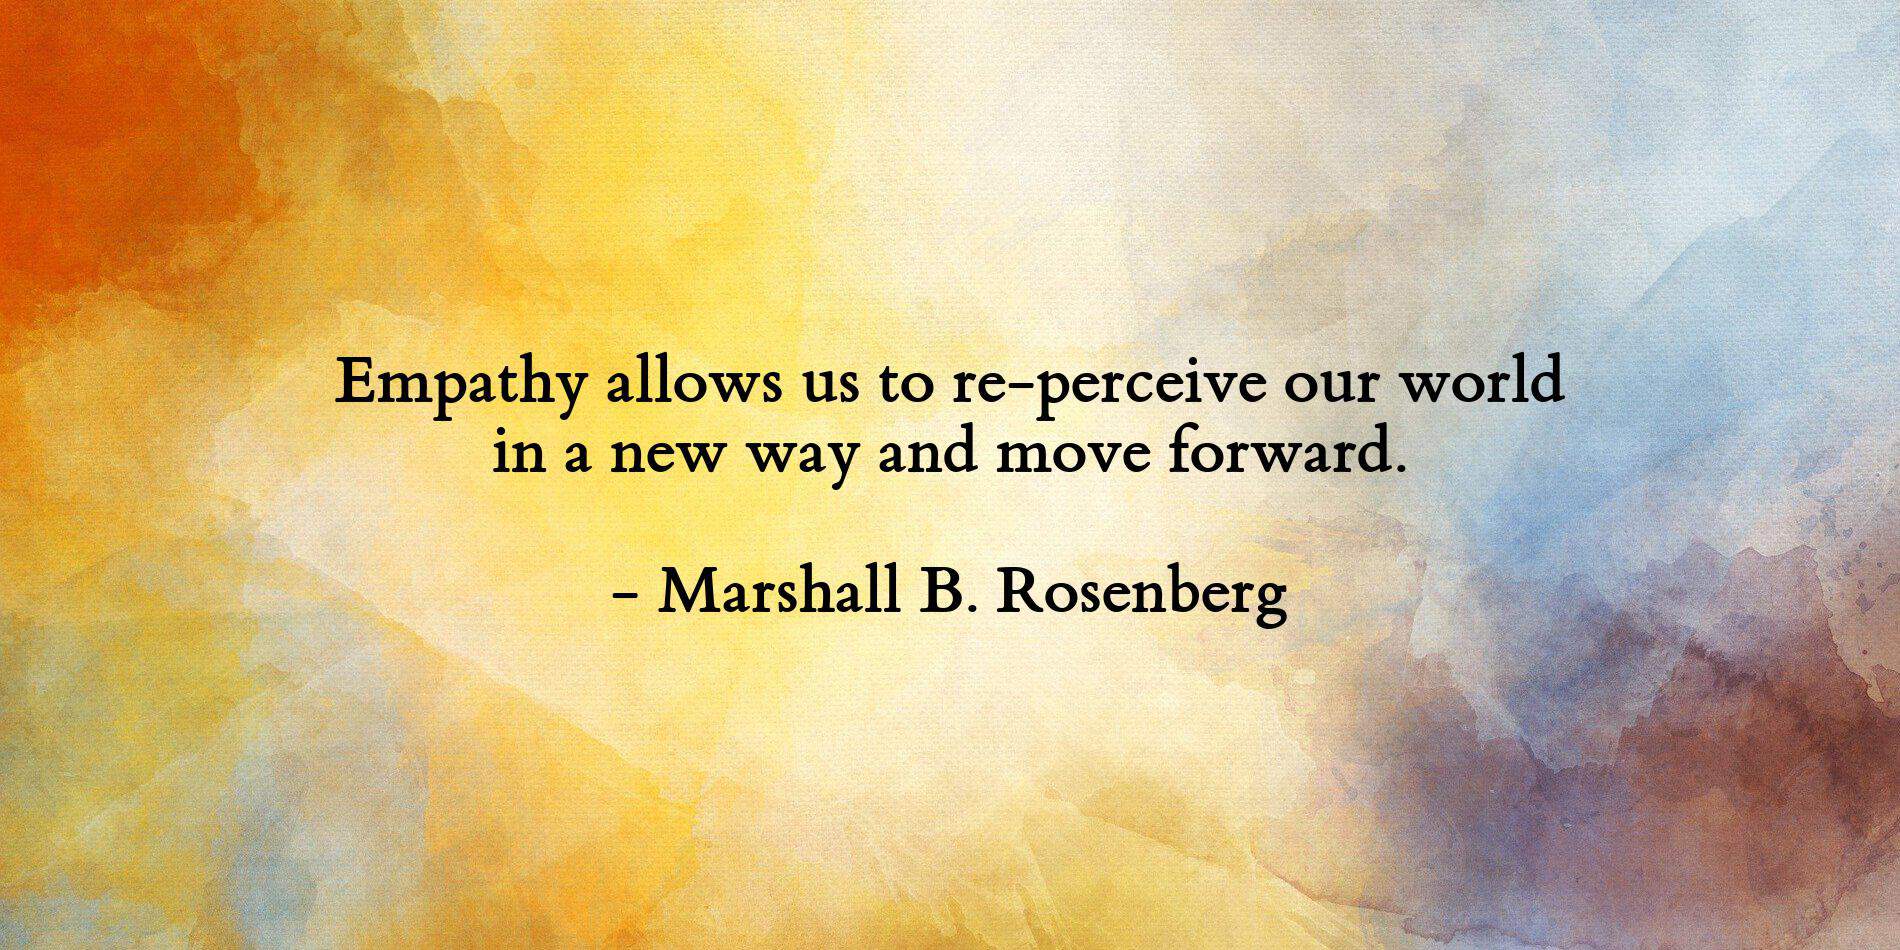 Empathy allows us to re-perceive our world
in a new way and move forward.
- Marshall B. Rosenberg